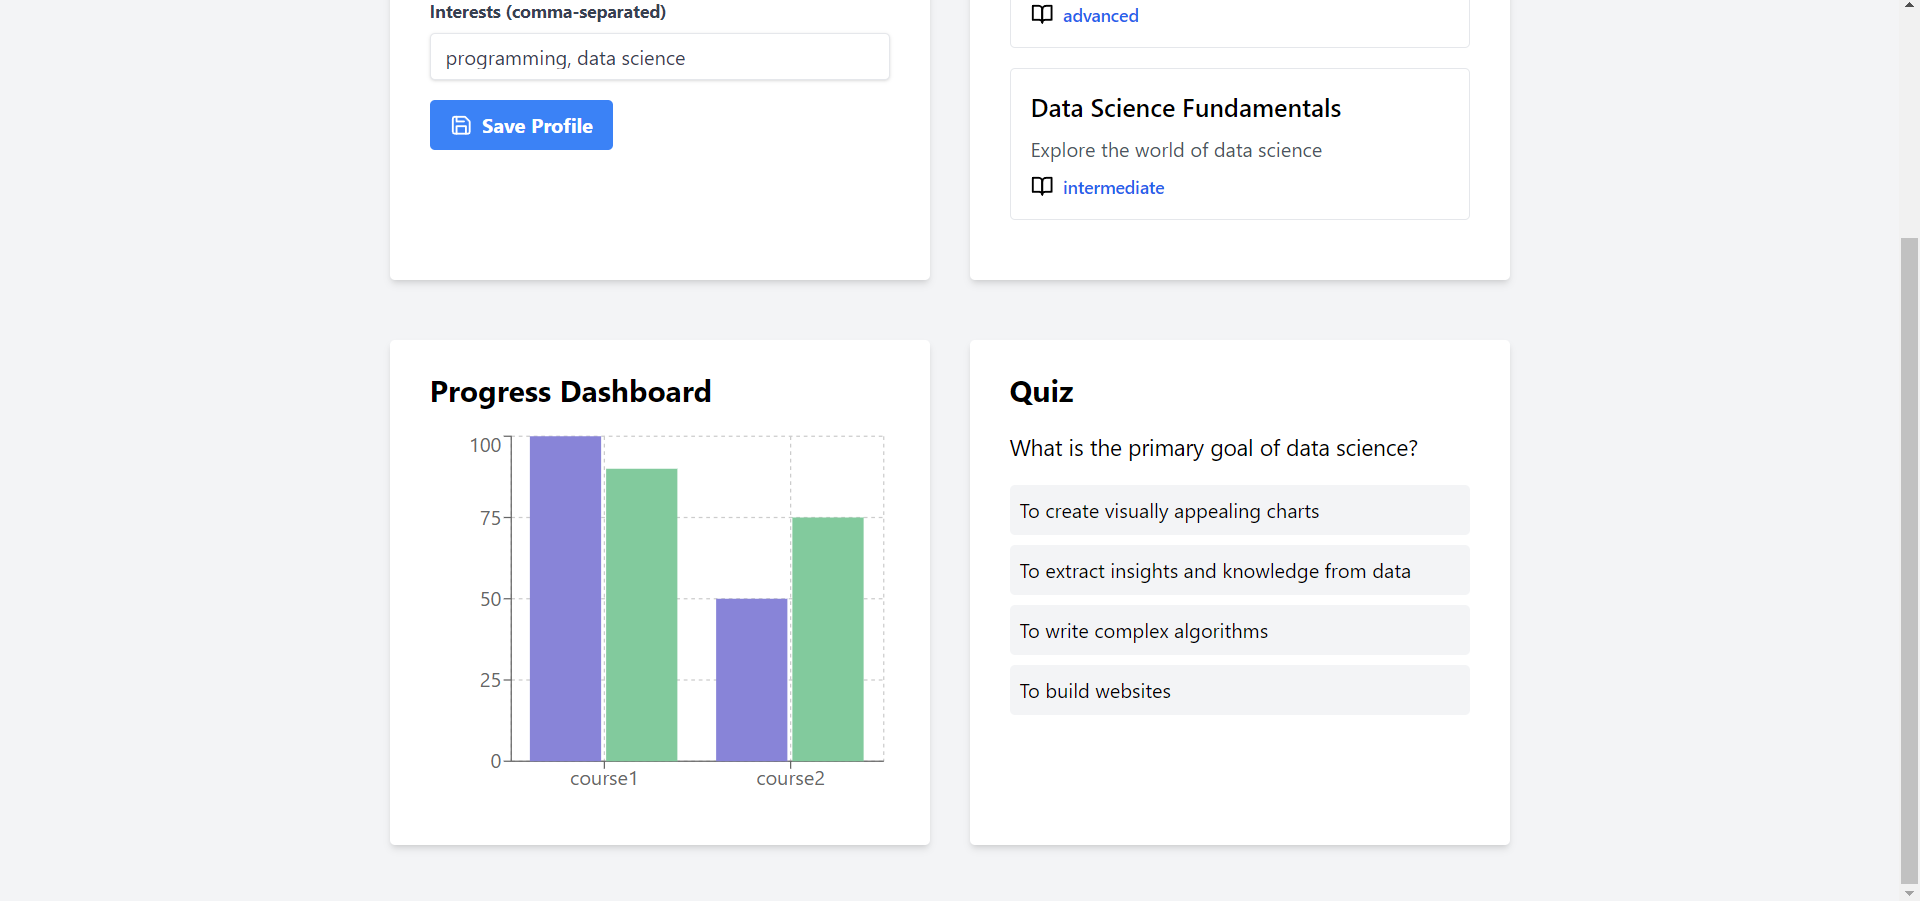 Interests (comma-separated)
programming, data science
Save Profile
advanced
Data Science Fundamentals
Explore the world of data science
intermediate
Progress Dashboard
100
75
50
25
0
course1
course2
Quiz
What is the primary goal of data science?
To create visually appealing charts
To extract insights and knowledge from data
To write complex algorithms
To build websites